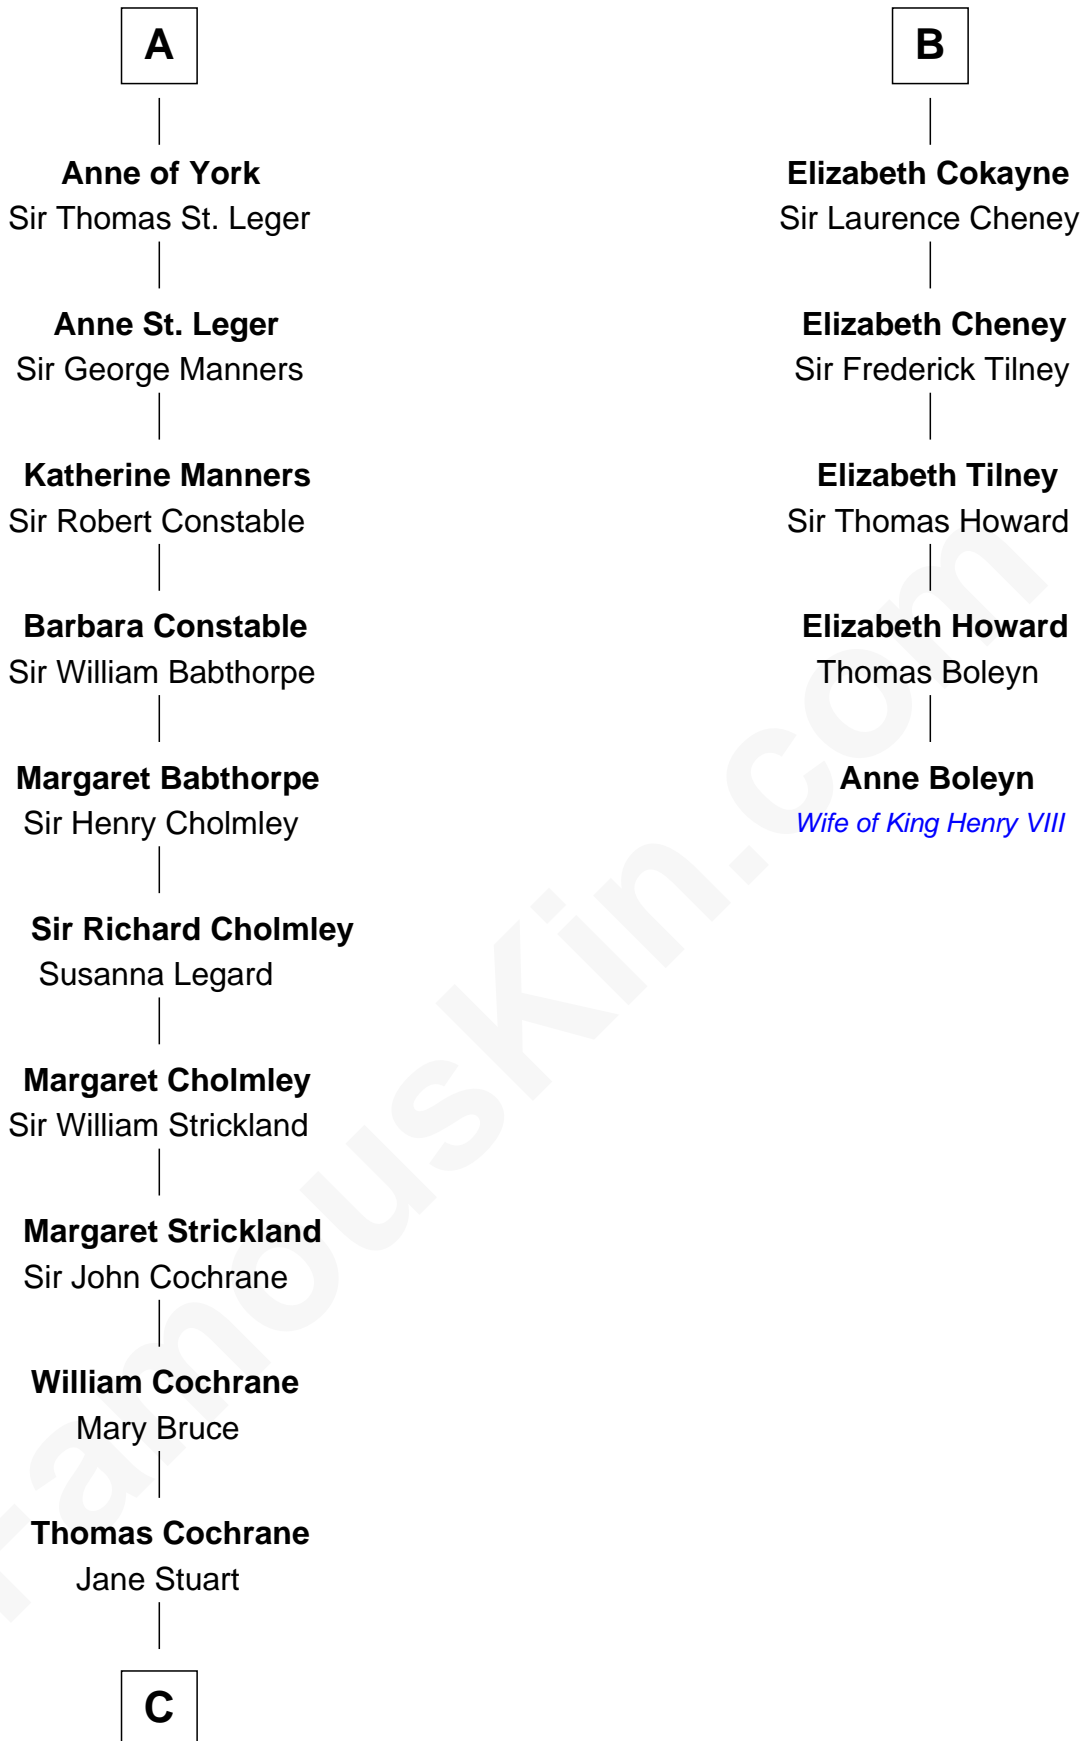 A
Anne of York
Sir Thomas St. Leger
Anne St. Leger
Sir George Manners
Katherine Manners
Sir Robert Constable
Barbara Constable
Sir William Babthorpe
Margaret Babthorpe
Sir Henry Cholmley
Sir Richard Cholmley
Susanna Legard
Margaret Cholmley
Sir William Strickland
Margaret Strickland
Sir John Cochrane
William Cochrane
Mary Bruce
Thomas Cochrane
Jane Stuart
C
B
Elizabeth Cokayne
Sir Laurence Cheney
Elizabeth Cheney
Sir Frederick Tilney
Elizabeth Tilney
Sir Thomas Howard
Elizabeth Howard
Thomas Boleyn
Anne Boleyn
Wife of King Henry VIII
FamousKin.com